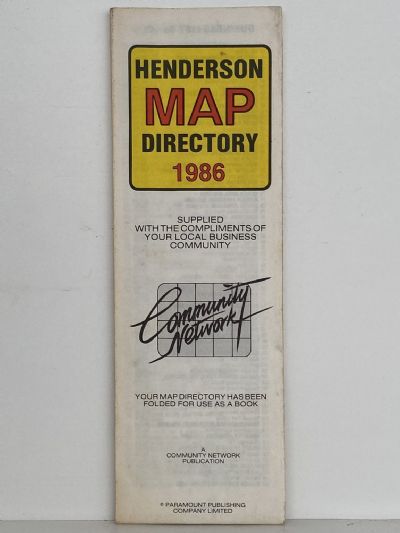 HENDERSON
MAP
DIRECTORY
1986
SUPPLIED
WITH THE COMPLIMENTS OF
YOUR LOCAL BUSINESS
COMMUNITY
Community
Network
YOUR MAP DIRECTORY HAS BEEN
FOLDED FOR USE AS A BOOK
A
COMMUNITY NETWORK
PUBLICATION
© PARAMOUNT PUBLISHING
COMPANY LIMITED